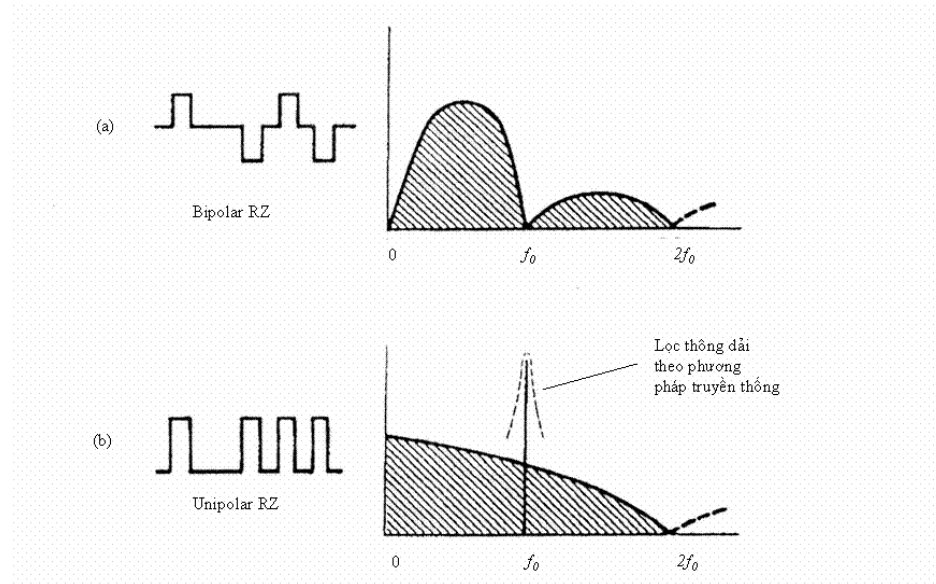 (a)
Bipolar RZ
0
f0
2f0
Lọc thông dải
theo phương
pháp truyền thống
(b)
Unipolar RZ
0
f0
2f0